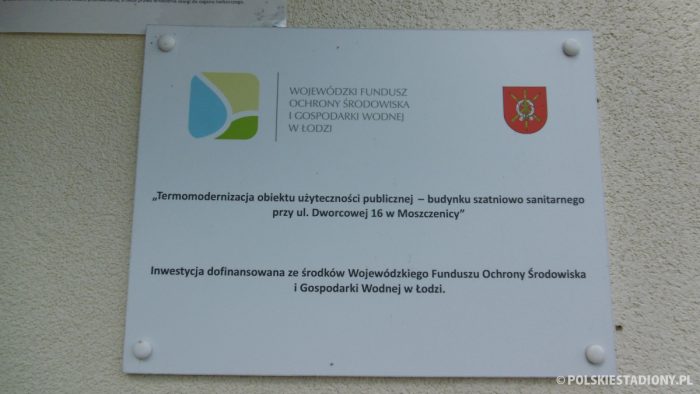 WOJEWÓDZKI FUNDUSZ
OCHRONY ŚRODOWISKA
I GOSPODARKI WODNEJ
W ŁODZI
„Termomodernizacja obiektu użyteczności publicznej – budynku szatniowo sanitarnego
przy ul. Dworcowej 16 w Moszczenicy”
Inwestycja dofinansowana ze środków Wojewódzkiego Funduszu Ochrony Środowiska
i Gospodarki Wodnej w Łodzi.
© POLSKIESTADIONY.PL